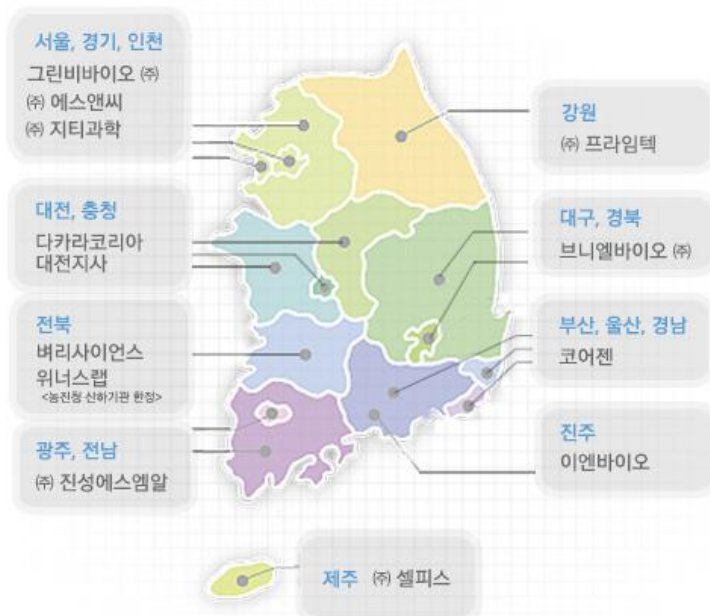 서울, 경기, 인천
그린비바이오 ㈜
㈜ 에스앤씨
㈜ 지티과학
강원
㈜ 프라임텍
대전, 충청
다카라코리아
대전지사
대구, 경북
브니엘바이오 ㈜
전북
벼리사이언스
위너스랩
<농진청 산하기관 한정>
부산, 울산, 경남
코어젠
광주, 전남
㈜ 진성에스엠알
진주
이엔바이오
제주 ㈜ 셀피스